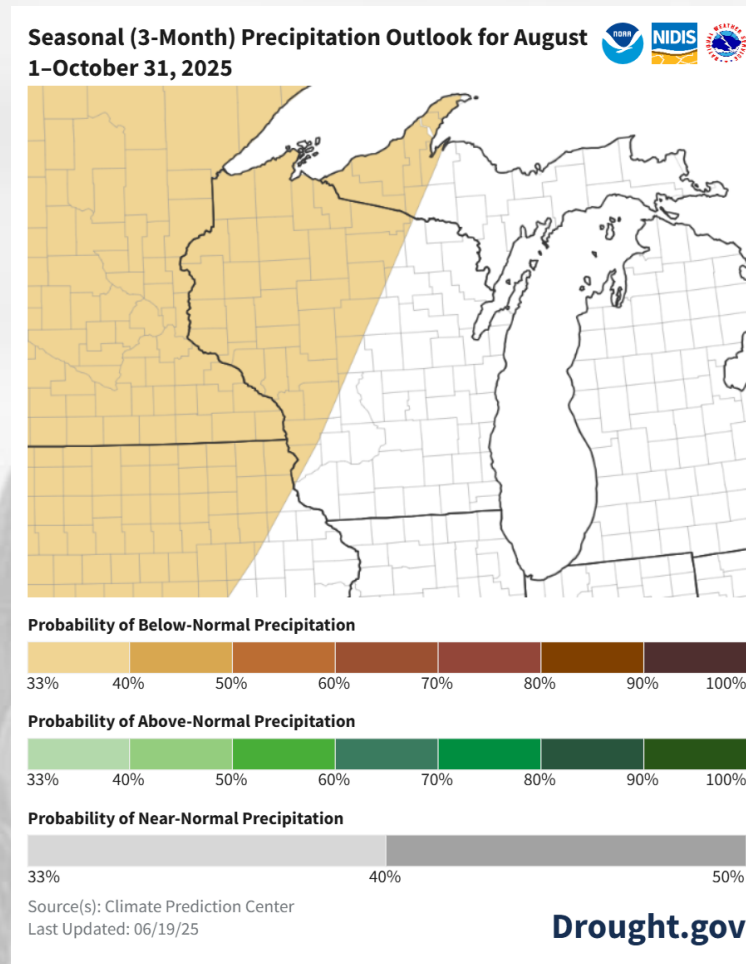 Seasonal (3-Month) Precipitation Outlook for August
1–October 31, 2025
NOAA
NIDIS
Probability of Below-Normal Precipitation
33% 40% 50% 60% 70% 80% 90% 100%
Probability of Above-Normal Precipitation
33% 40% 50% 60% 70% 80% 90% 100%
Probability of Near-Normal Precipitation
33% 40% 50%
Source(s): Climate Prediction Center
Last Updated: 06/19/25
Drought.gov